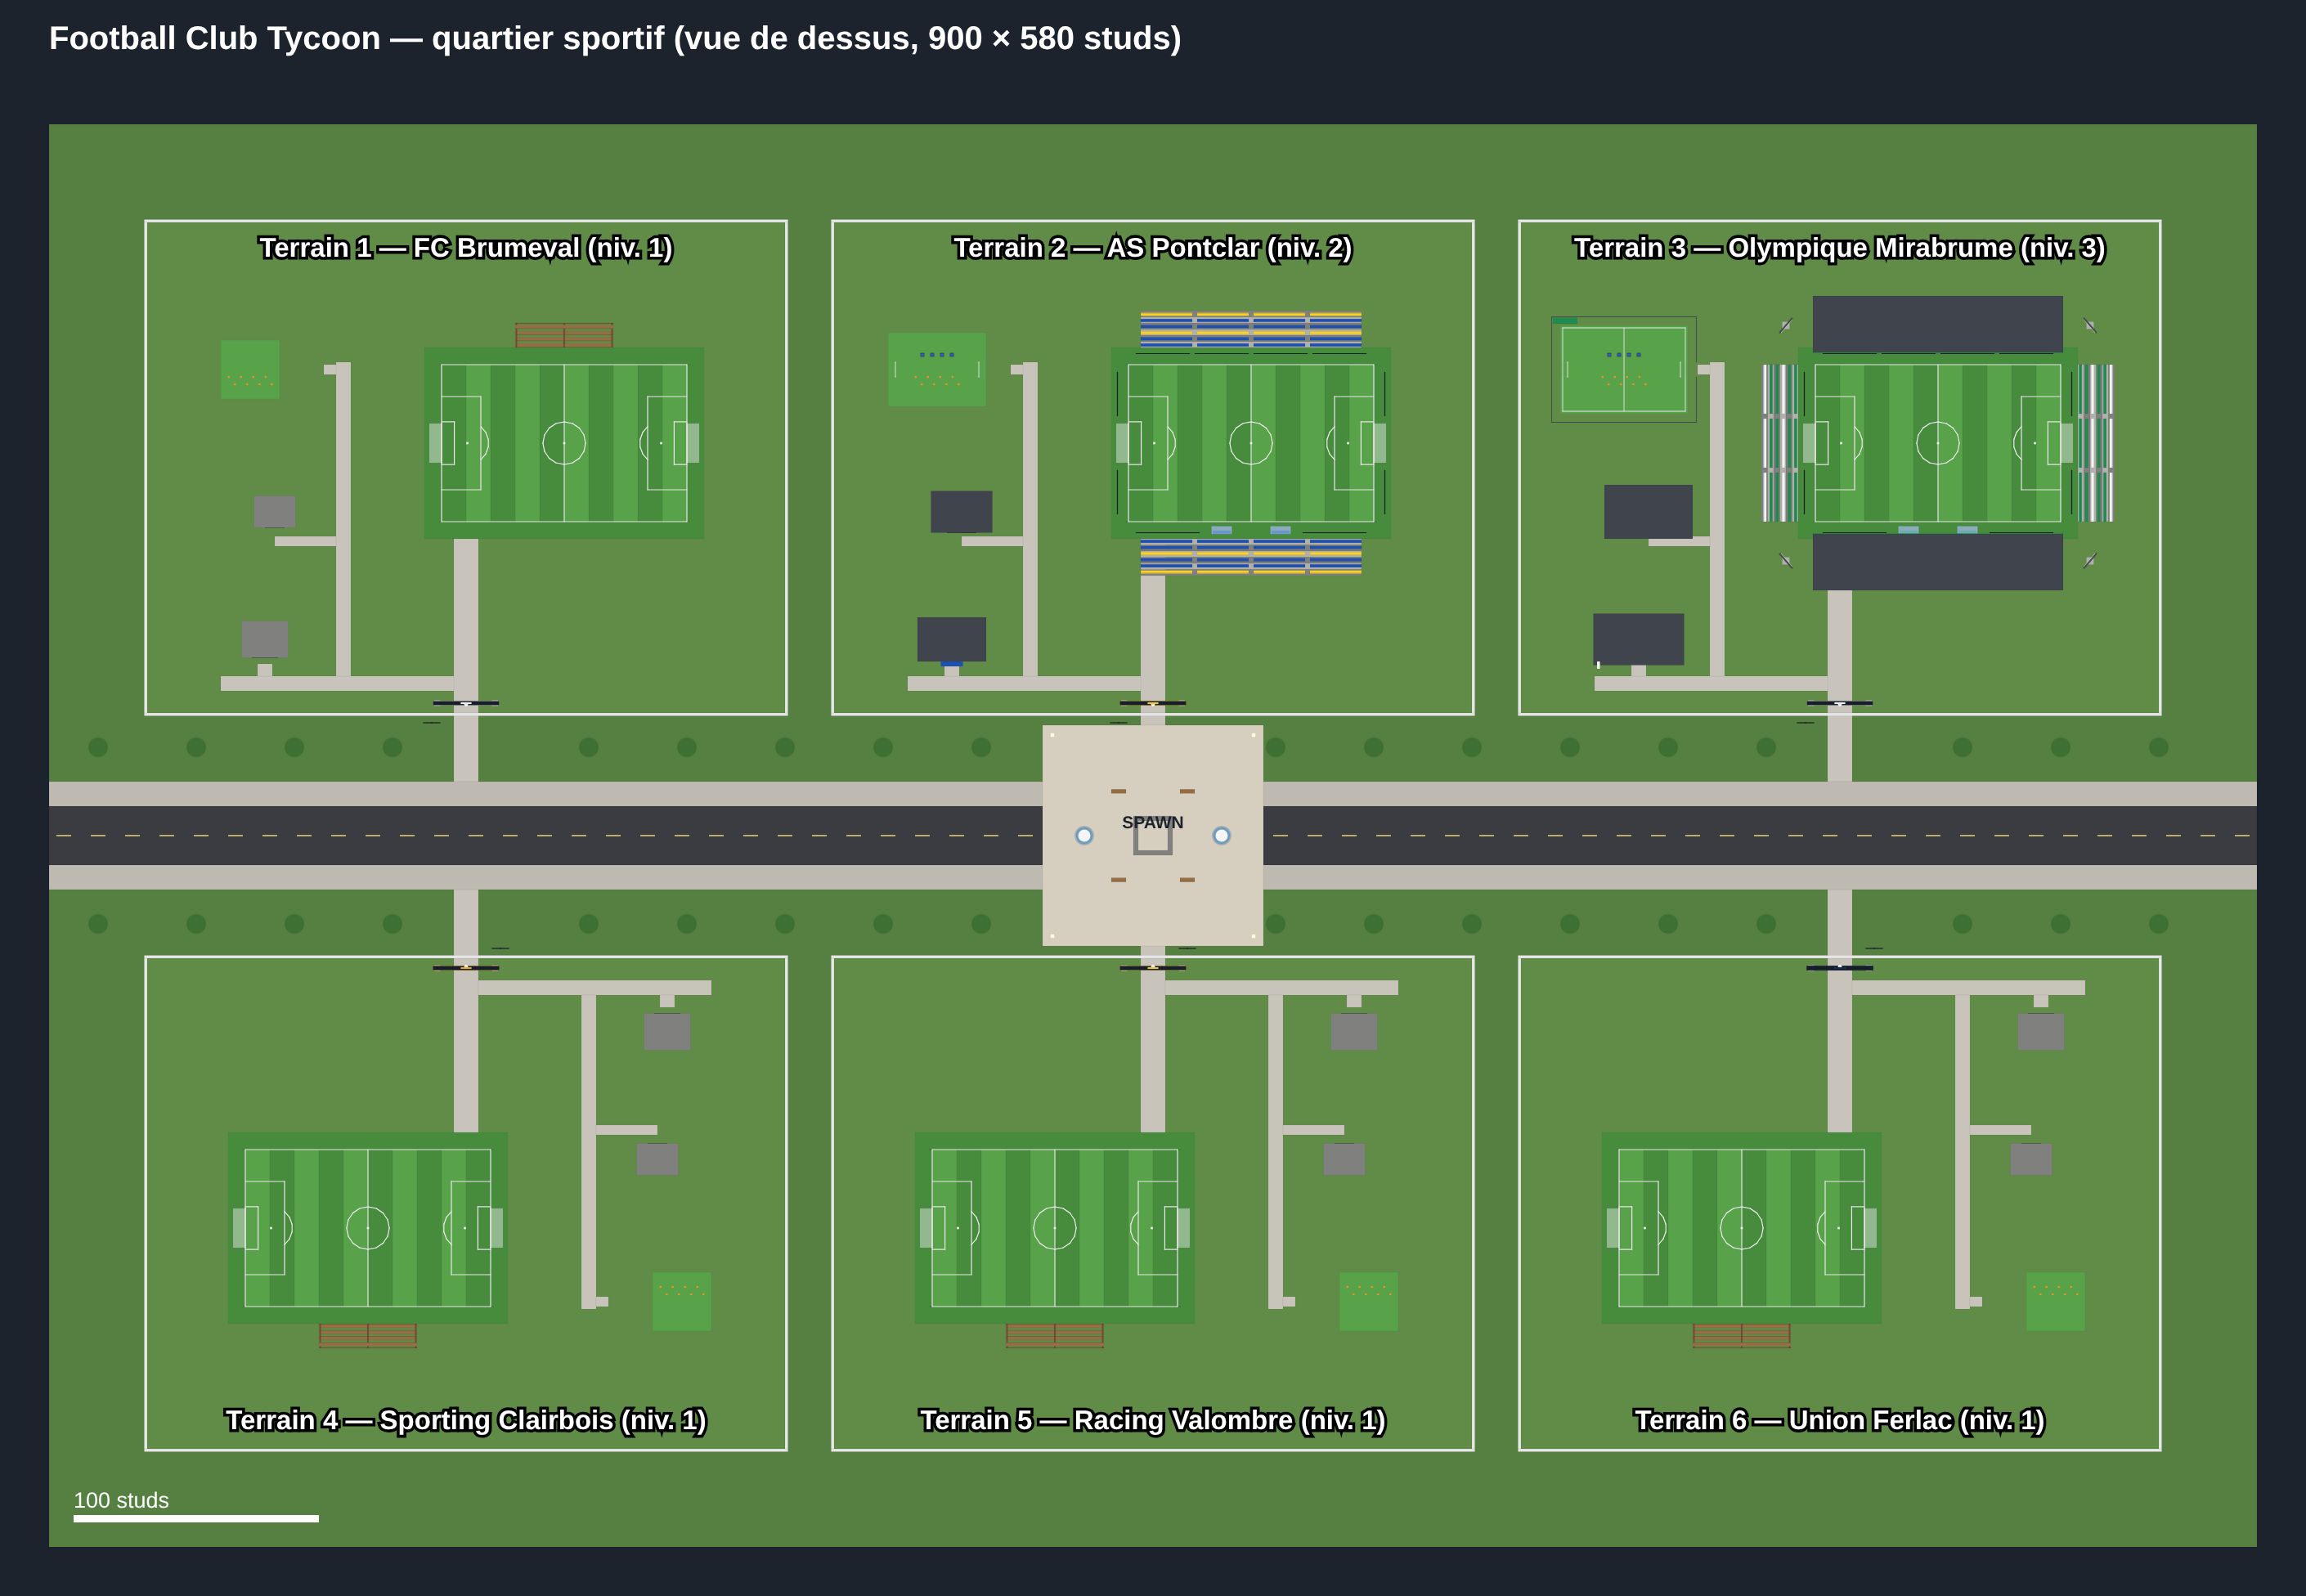 Football Club Tycoon — quartier sportif (vue de dessus, 900 × 580 studs)
Terrain 1 — FC Brumeval (niv. 1)
Terrain 2 — AS Pontclar (niv. 2)
Terrain 3 — Olympique Mirabrume (niv. 3)
SPAWN
Terrain 4 — Sporting Clairbois (niv. 1)
Terrain 5 — Racing Valombre (niv. 1)
Terrain 6 — Union Ferlac (niv. 1)
100 studs